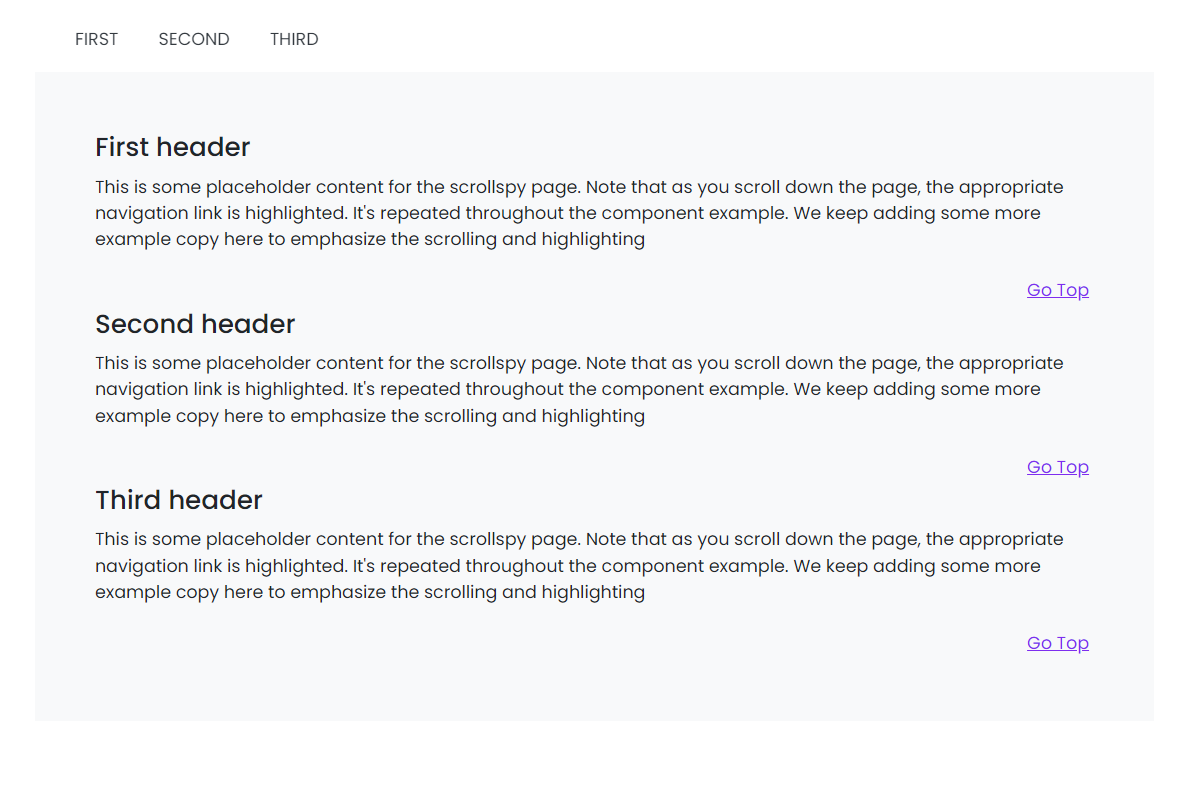 FIRST SECOND THIRD
First header
This is some placeholder content for the scrollspy page. Note that as you scroll down the page, the appropriate
navigation link is highlighted. It's repeated throughout the component example. We keep adding some more
example copy here to emphasize the scrolling and highlighting
Go Top
Second header
This is some placeholder content for the scrollspy page. Note that as you scroll down the page, the appropriate
navigation link is highlighted. It's repeated throughout the component example. We keep adding some more
example copy here to emphasize the scrolling and highlighting
Go Top
Third header
This is some placeholder content for the scrollspy page. Note that as you scroll down the page, the appropriate
navigation link is highlighted. It's repeated throughout the component example. We keep adding some more
example copy here to emphasize the scrolling and highlighting
Go Top